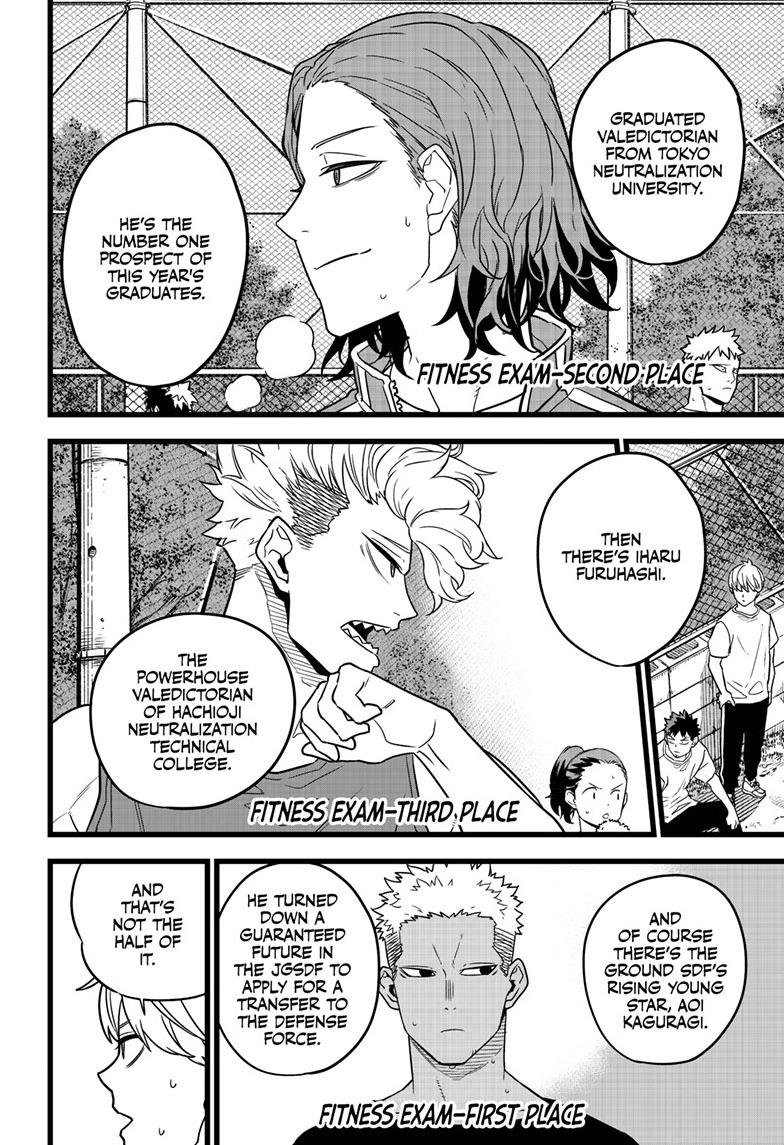 GRADUATED
VALEDICTORIAN
FROM TOKYO
NEUTRALIZATION
UNIVERSITY.
HE'S THE
NUMBER ONE
PROSPECT OF
THIS YEAR'S
GRADUATES.
FITNESS EXAM–SECOND PLACE
THEN
THERE'S IHARU
FURUHASHI.
THE
POWERHOUSE
VALEDICTORIAN
OF HACHIOJI
NEUTRALIZATION
TECHNICAL
COLLEGE.
FITNESS EXAM–THIRD PLACE
AND
OF COURSE
THERE'S THE
GROUND SDF'S
RISING YOUNG
STAR, AOI
KAGURAGI.
HE TURNED
DOWN A
GUARANTEED
FUTURE IN
THE JGSDF TO
APPLY FOR A
TRANSFER TO
THE DEFENSE
FORCE.
FITNESS EXAM–FIRST PLACE
AND
THAT'S
NOT THE
HALF OF
IT.